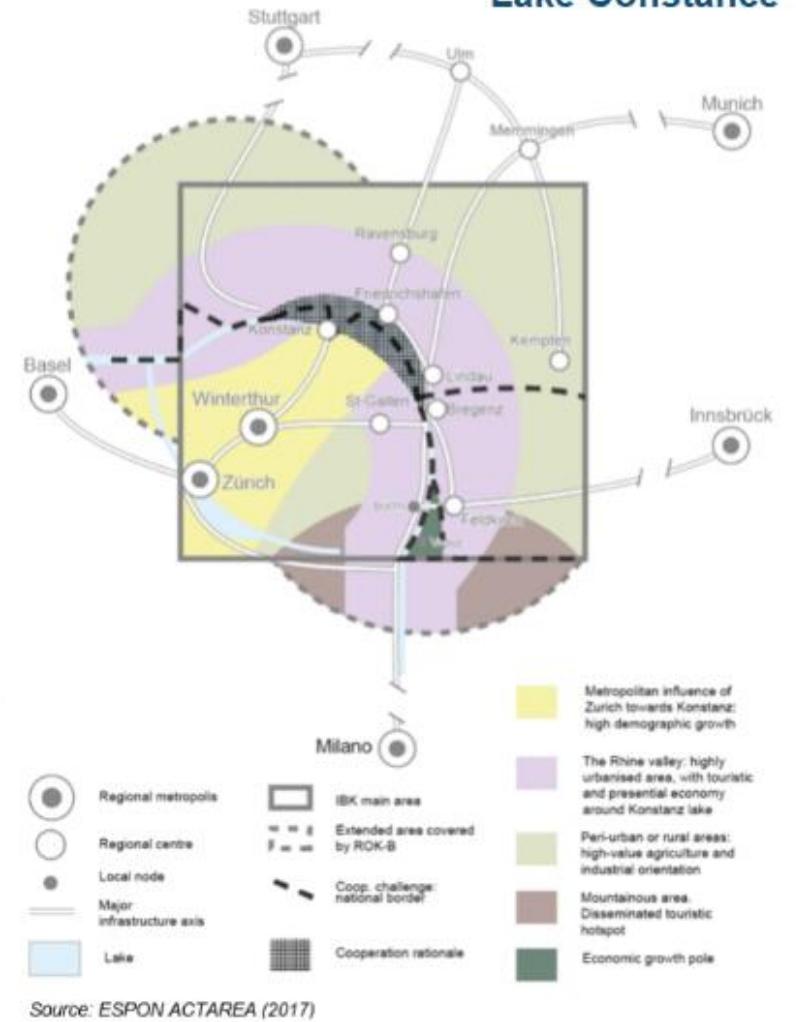 Lake Constance
Stuttgart
Ulm
Munich
Memmingen
Ravensburg
Friedrichshafen
Konstanz
Kempten
Basel
Lindau
Winterthur
St-Gallen
Bregenz
Innsbrück
Zürich
Feldkirch
Milano
Regional metropolis
Regional centre
Local node
Major
infrastructure axis
Lake
IBK main area
Extended area covered
by ROK-B
Coop. challenge:
national border
Cooperation rationale
Metropolitan influence of
Zurich towards Konstanz:
high demographic growth
The Rhine valley: highly
urbanised area, with touristic
and presential economy
around Konstanz lake
Peri-urban or rural areas:
high-value agriculture and
industrial orientation
Mountainous area.
Disseminated touristic
hotspot
Economic growth pole
Source: ESPON ACTAREA (2017)